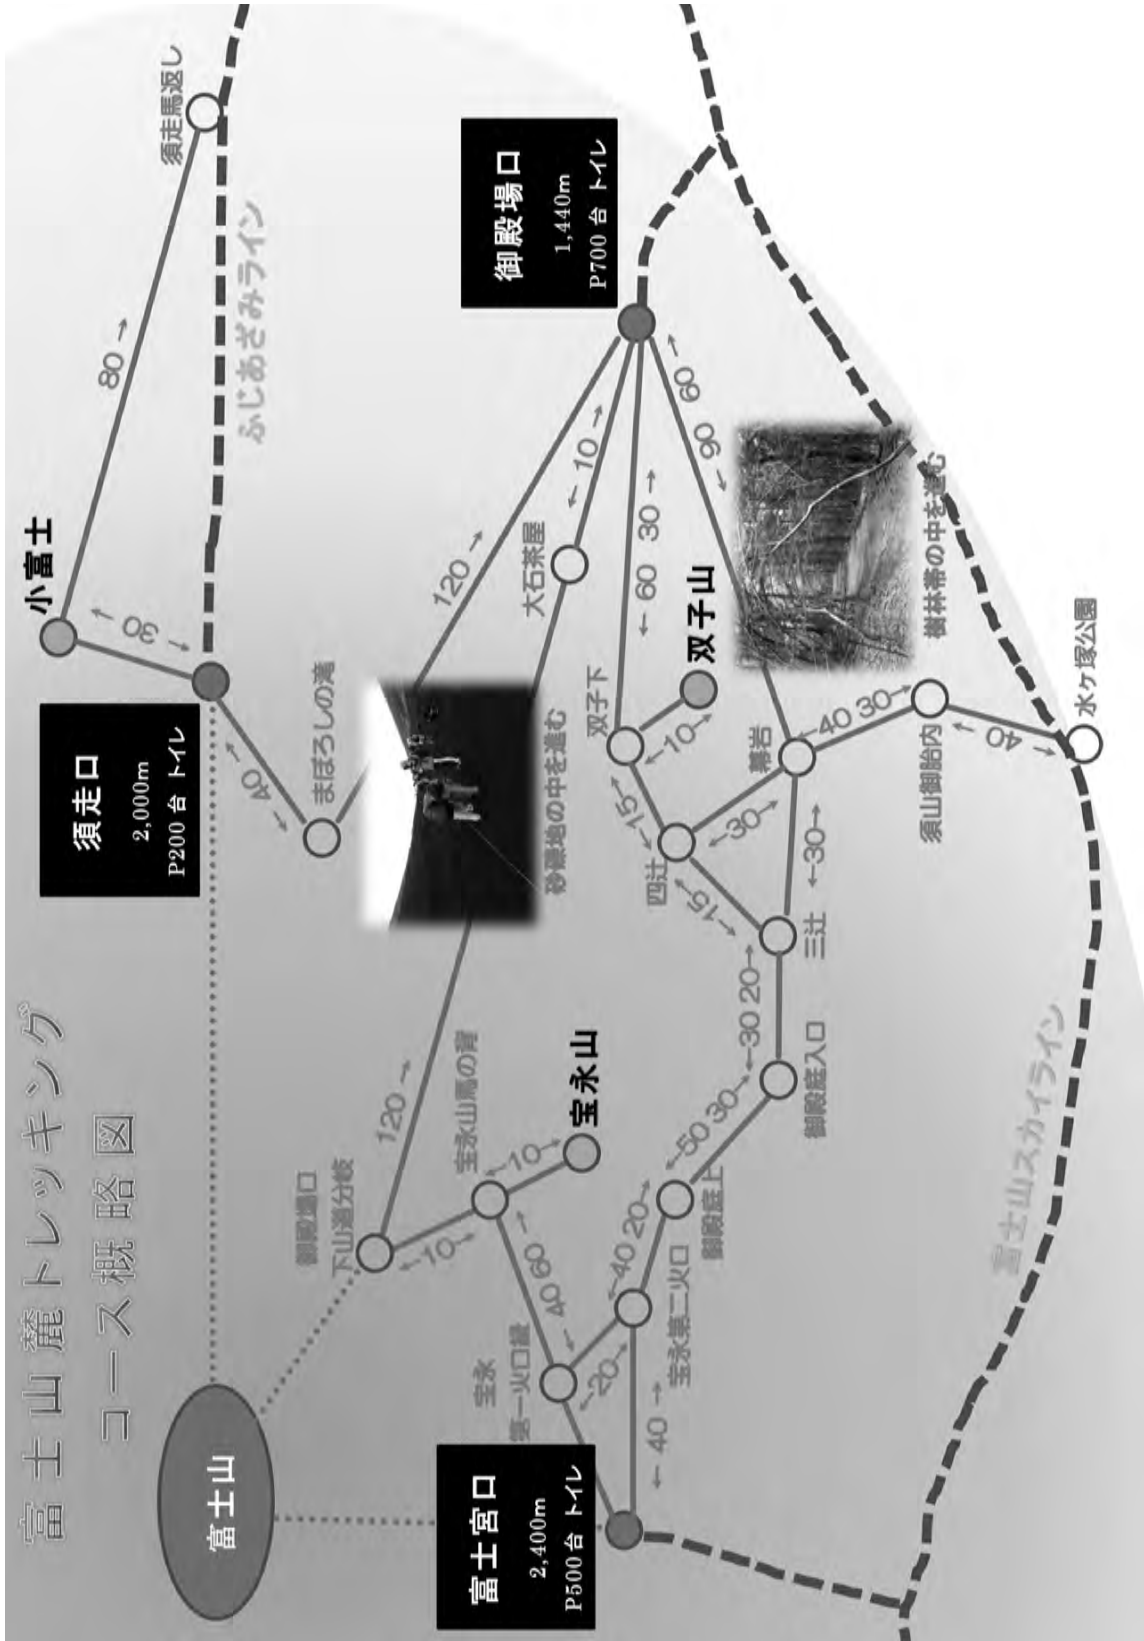 富士山麓トレッキング
コース概略図
富士山
須走口
2,000m
P200台 トイレ
小富士
須走馬返し
80 →
ふじあざみライン
← 30 →
← 40 →
まぼろしの滝
御殿場口
1,440m
P700台 トイレ
120 →
← 10 →
大石茶屋
← 60 30 →
60 →
← 90
双子下
双子山
←10→
←15→
四辻
幕岩
←30→
←15→
←30→
三辻
砂礫地の中を進む
樹林帯の中を進む
←40 30→
須山御胎内
← 40 →
水ヶ塚公園
御殿場口
下山道分岐
120 →
←10→
宝永山馬の背
←10→
宝永山
← 40 60 →
宝永
第一火口縁
←20→
宝永第二火口
←40 20→
御殿庭上
←50 30→
御殿庭入口
←30 20→
← 40 →
富士宮口
2,400m
P500台 トイレ
富士山スカイライン